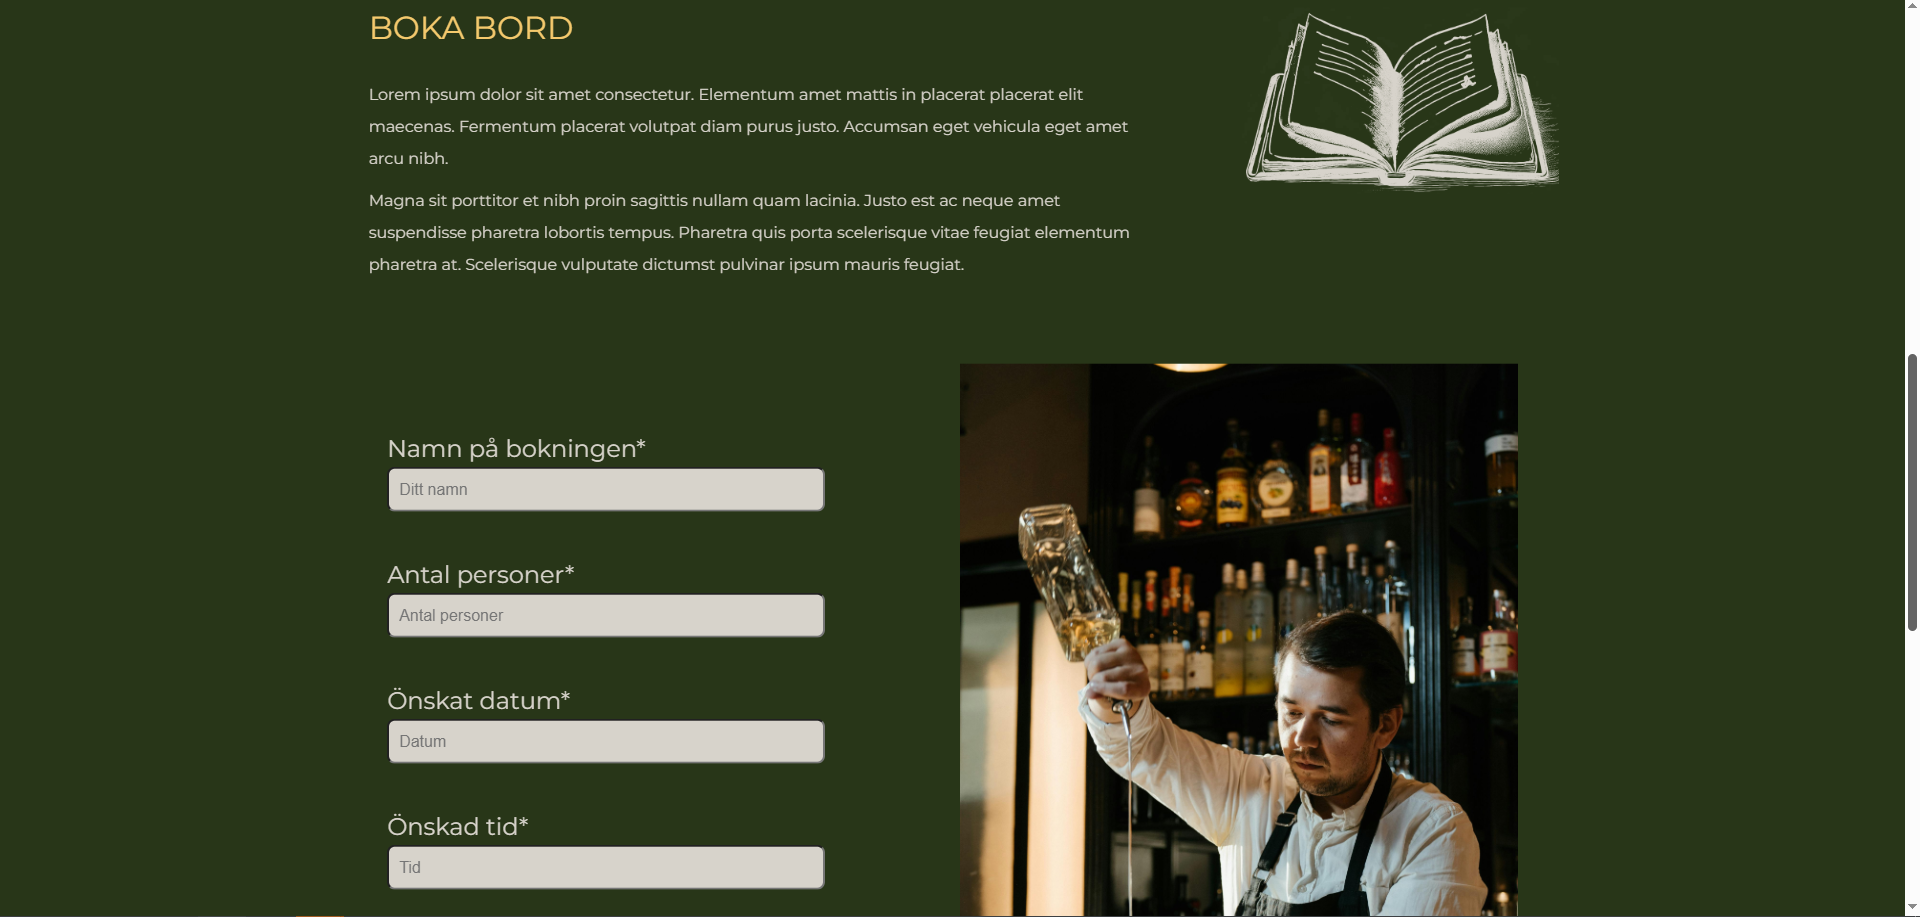 BOKA BORD
Lorem ipsum dolor sit amet consectetur. Elementum amet mattis in placerat placerat elit
maecenas. Fermentum placerat volutpat diam purus justo. Accumsan eget vehicula eget amet
arcu nibh.
Magna sit porttitor et nibh proin sagittis nullam quam lacinia. Justo est ac neque amet
suspendisse pharetra lobortis tempus. Pharetra quis porta scelerisque vitae feugiat elementum
pharetra at. Scelerisque vulputate dictumst pulvinar ipsum mauris feugiat.
Namn på bokningen*
Ditt namn
Antal personer*
Antal personer
Önskat datum*
Datum
Önskad tid*
Tid